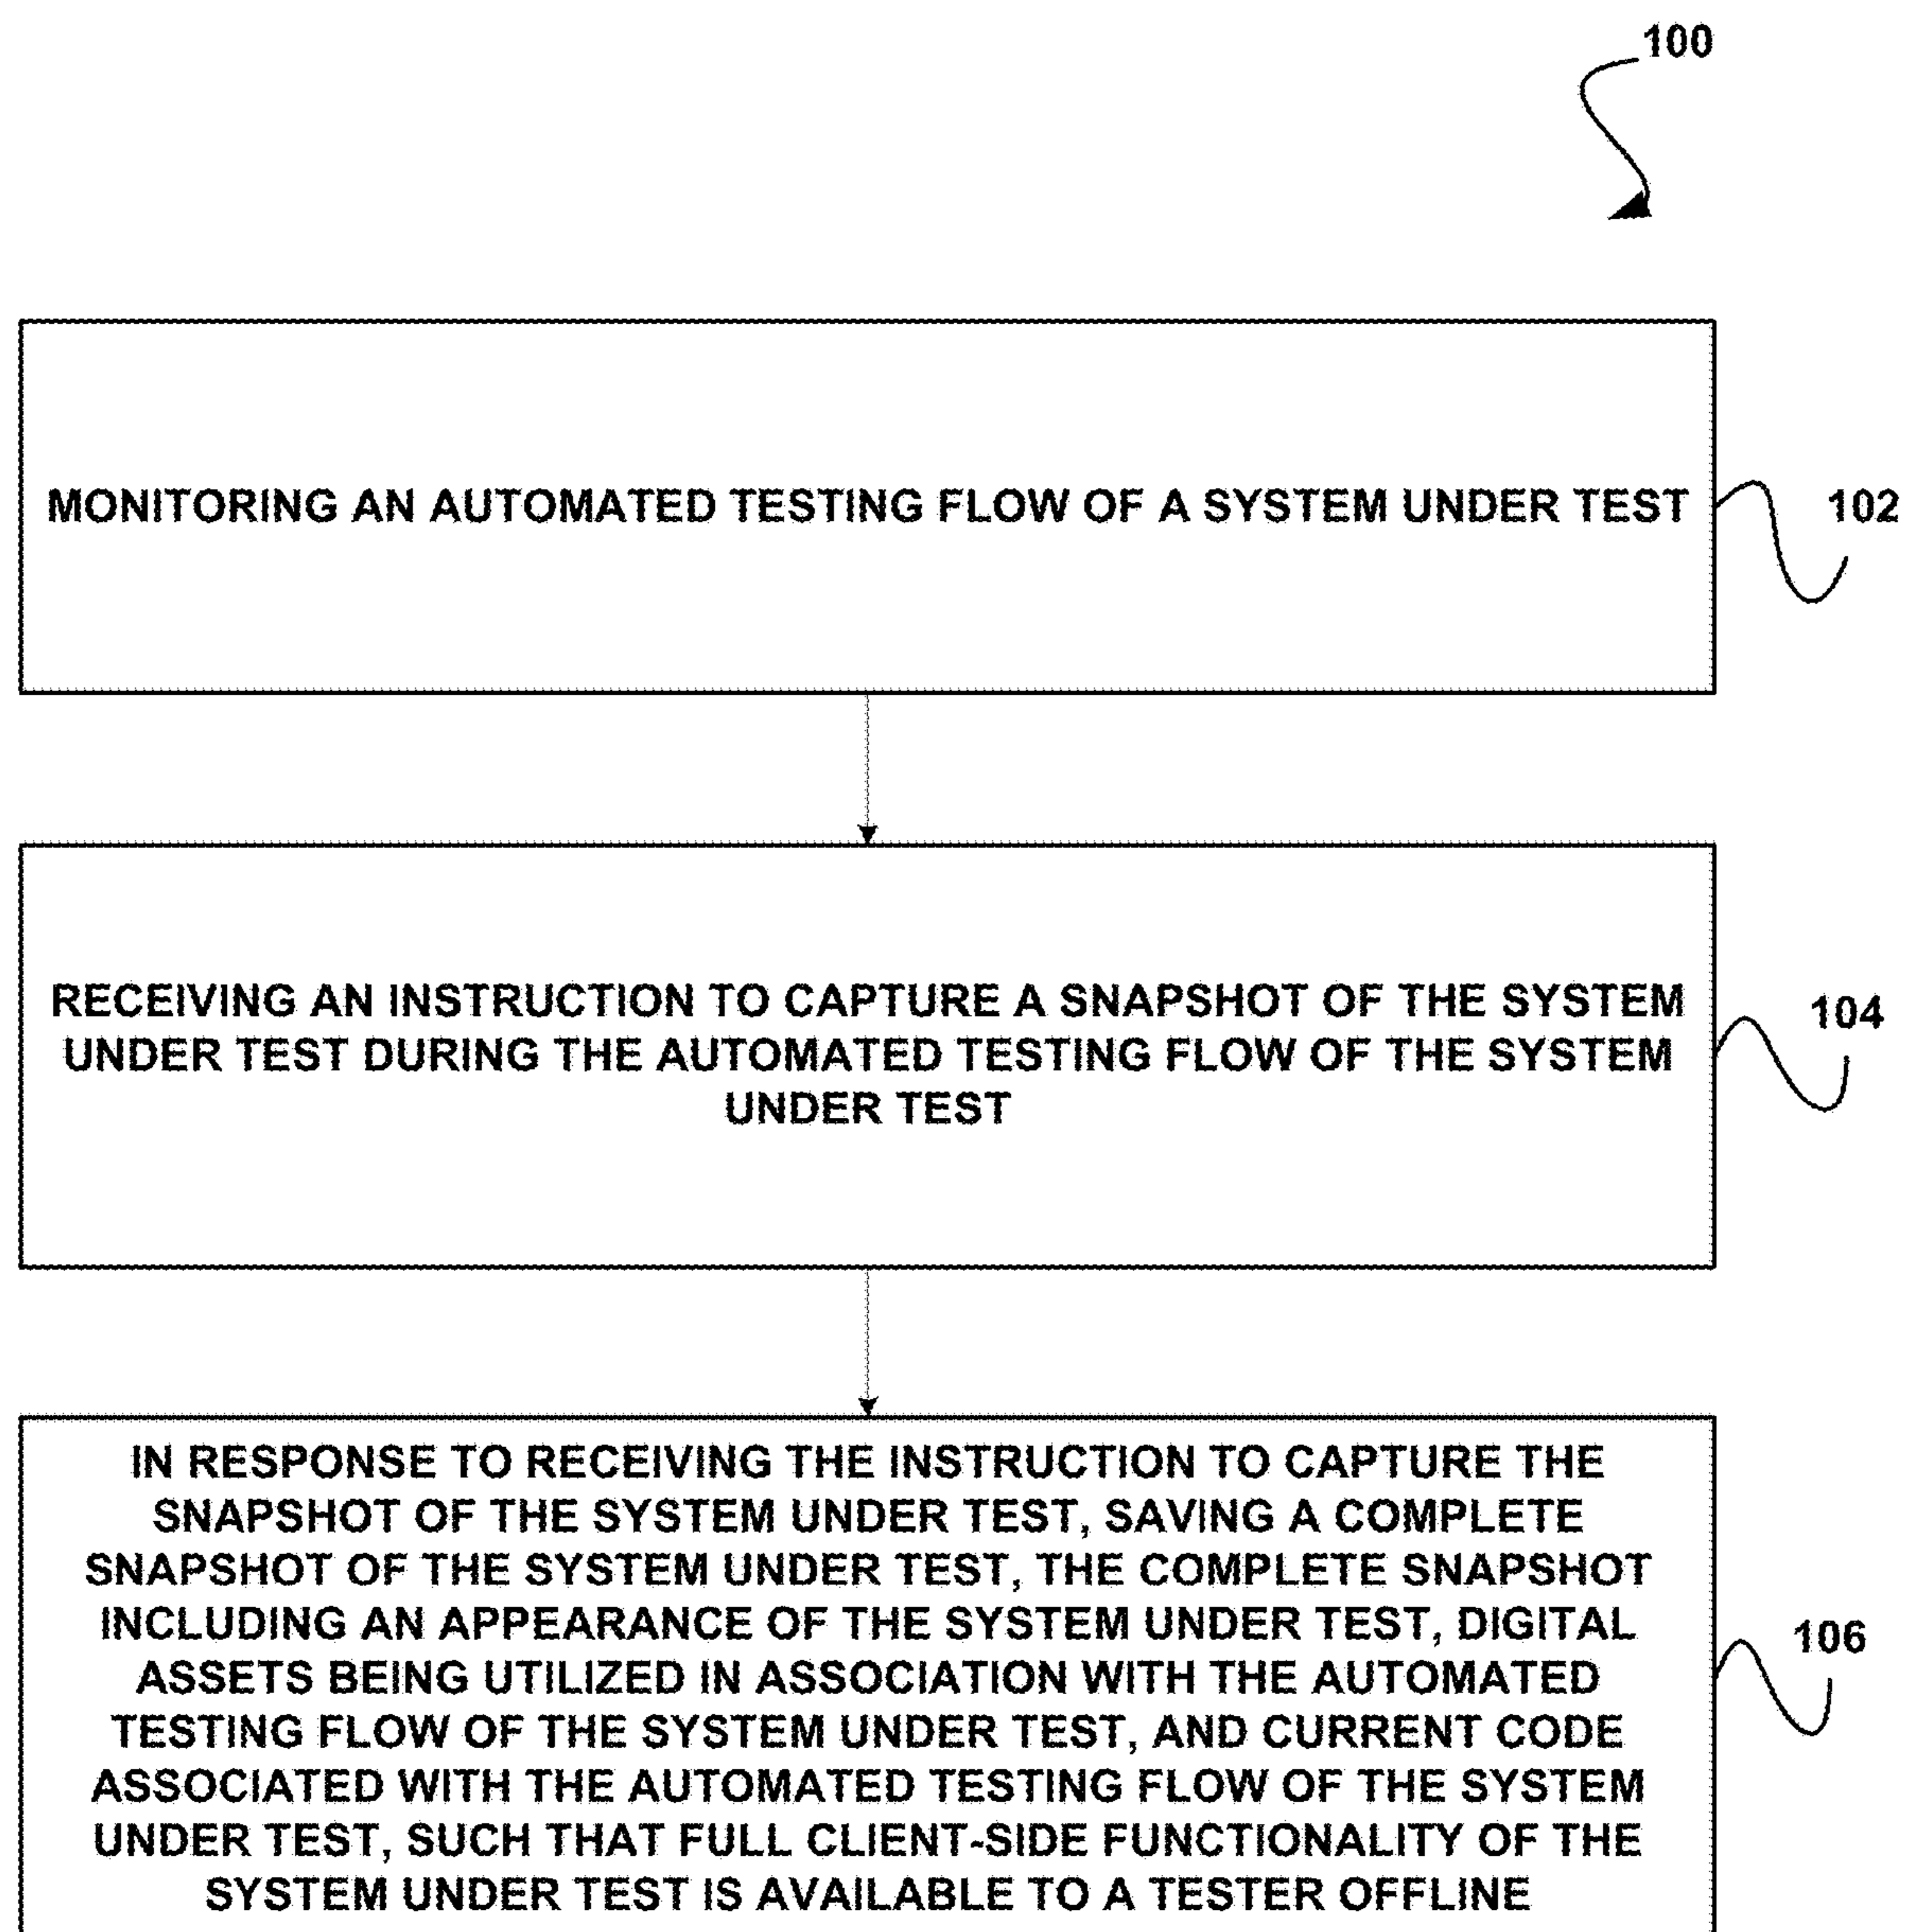 100
MONITORING AN AUTOMATED TESTING FLOW OF A SYSTEM UNDER TEST
102
RECEIVING AN INSTRUCTION TO CAPTURE A SNAPSHOT OF THE SYSTEM
UNDER TEST DURING THE AUTOMATED TESTING FLOW OF THE SYSTEM
UNDER TEST
104
IN RESPONSE TO RECEIVING THE INSTRUCTION TO CAPTURE THE
SNAPSHOT OF THE SYSTEM UNDER TEST, SAVING A COMPLETE
SNAPSHOT OF THE SYSTEM UNDER TEST, THE COMPLETE SNAPSHOT
INCLUDING AN APPEARANCE OF THE SYSTEM UNDER TEST, DIGITAL
ASSETS BEING UTILIZED IN ASSOCIATION WITH THE AUTOMATED
TESTING FLOW OF THE SYSTEM UNDER TEST, AND CURRENT CODE
ASSOCIATED WITH THE AUTOMATED TESTING FLOW OF THE SYSTEM
UNDER TEST, SUCH THAT FULL CLIENT-SIDE FUNCTIONALITY OF THE
SYSTEM UNDER TEST IS AVAILABLE TO A TESTER OFFLINE
106